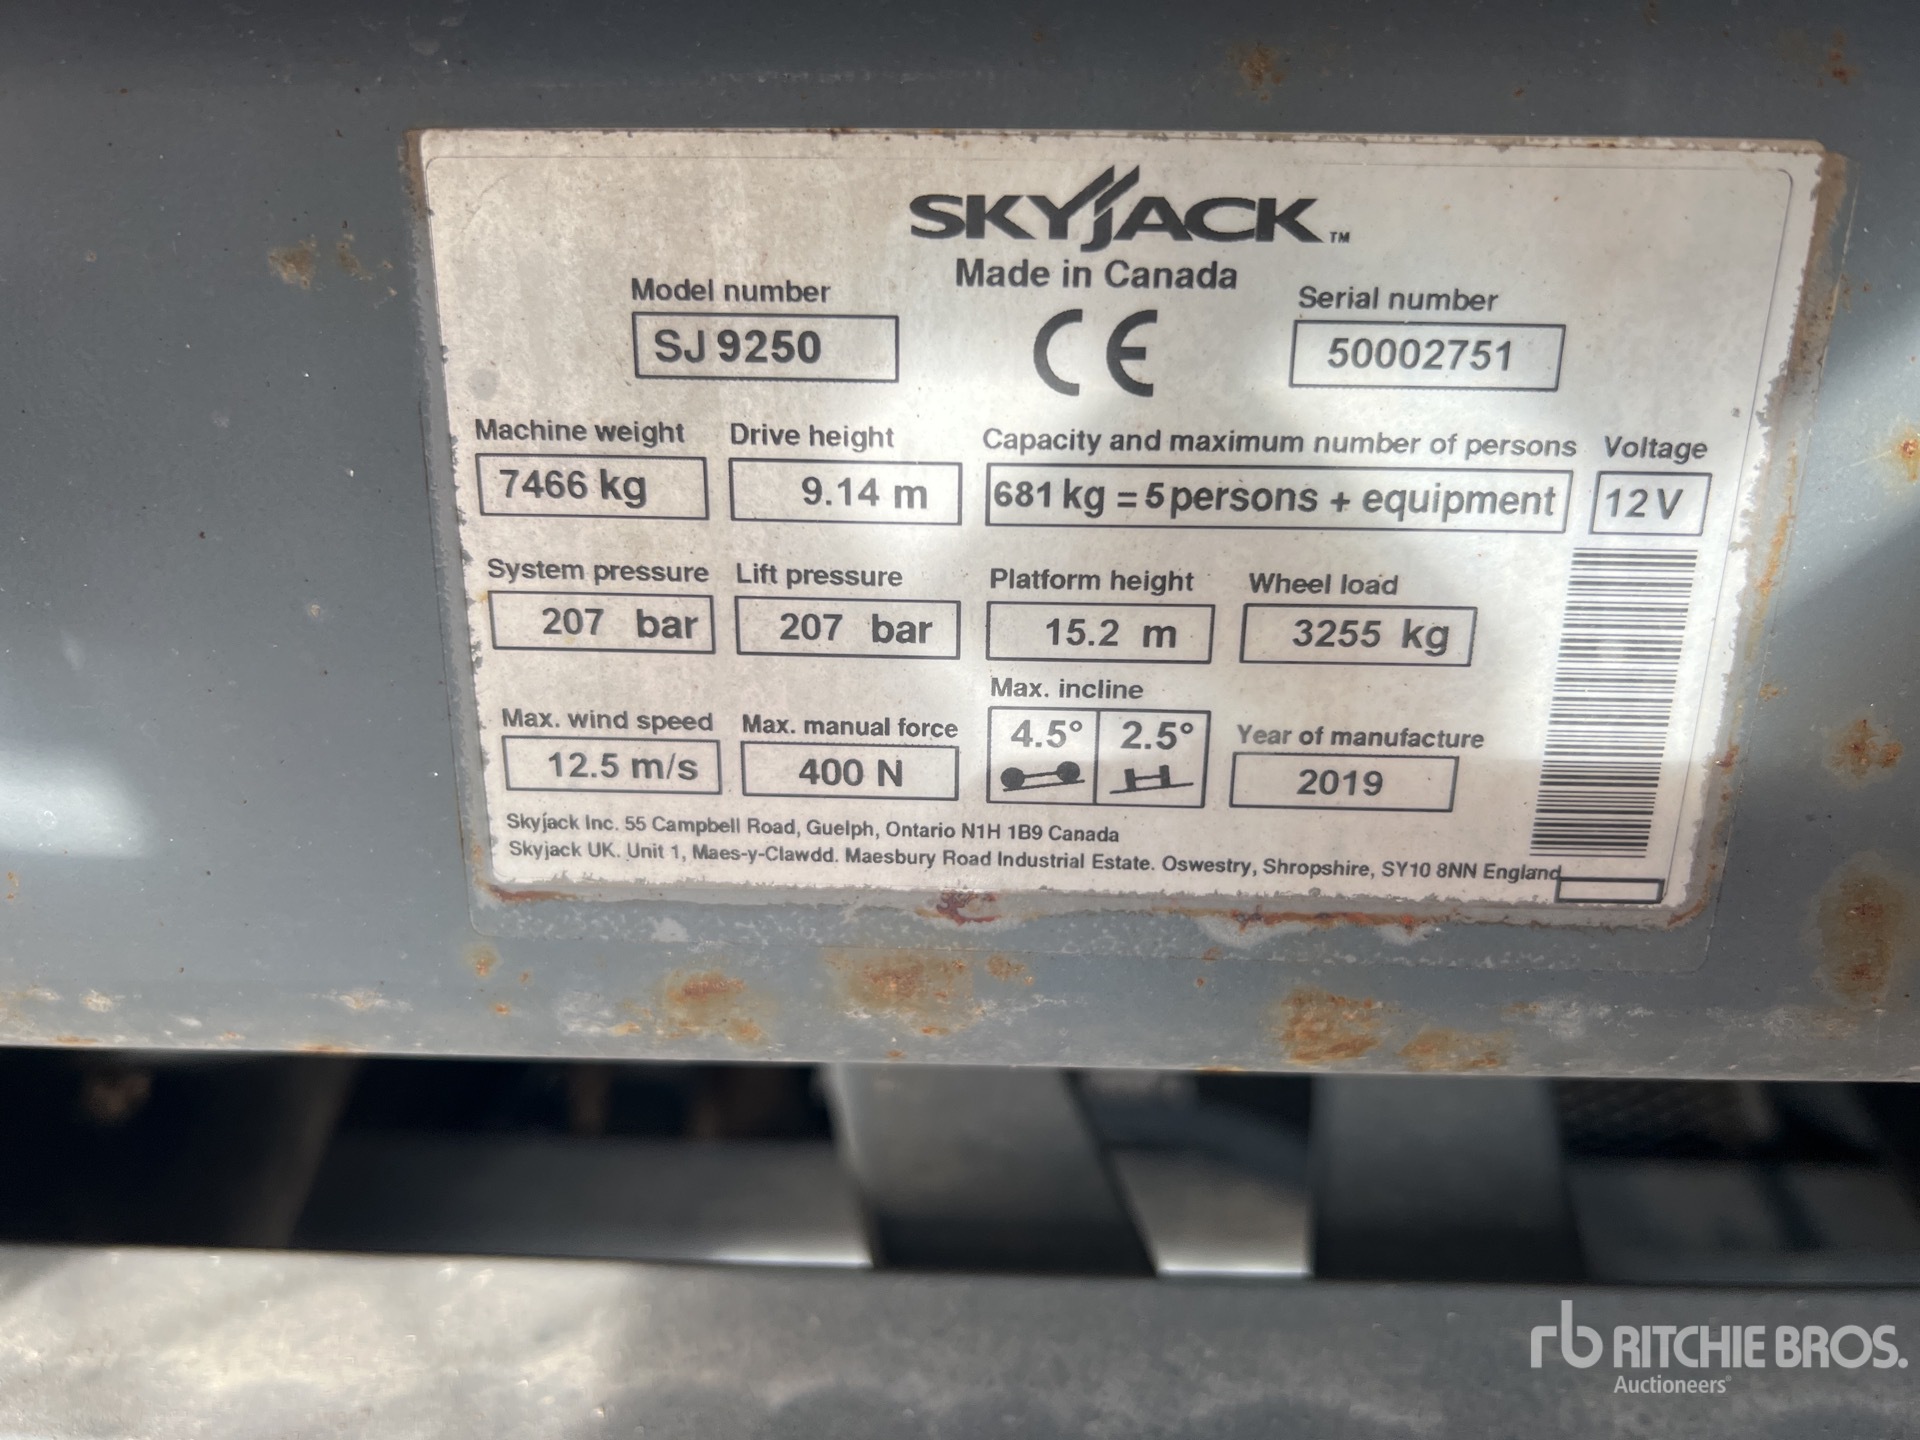 SKYJACK™
Made in Canada
CE
Model number
SJ 9250
Serial number
50002751
Machine weight
7466 kg
Drive height
9.14 m
Capacity and maximum number of persons
681 kg = 5 persons + equipment
Voltage
12 V
System pressure
207 bar
Lift pressure
207 bar
Platform height
15.2 m
Wheel load
3255 kg
Max. wind speed
12.5 m/s
Max. manual force
400 N
Max. incline
4.5° 2.5°
Year of manufacture
2019
Skyjack Inc. 55 Campbell Road, Guelph, Ontario N1H 1B9 Canada
Skyjack UK. Unit 1, Maes-y-Clawdd. Maesbury Road Industrial Estate. Oswestry, Shropshire, SY10 8NN England
rb RITCHIE BROS.
Auctioneers